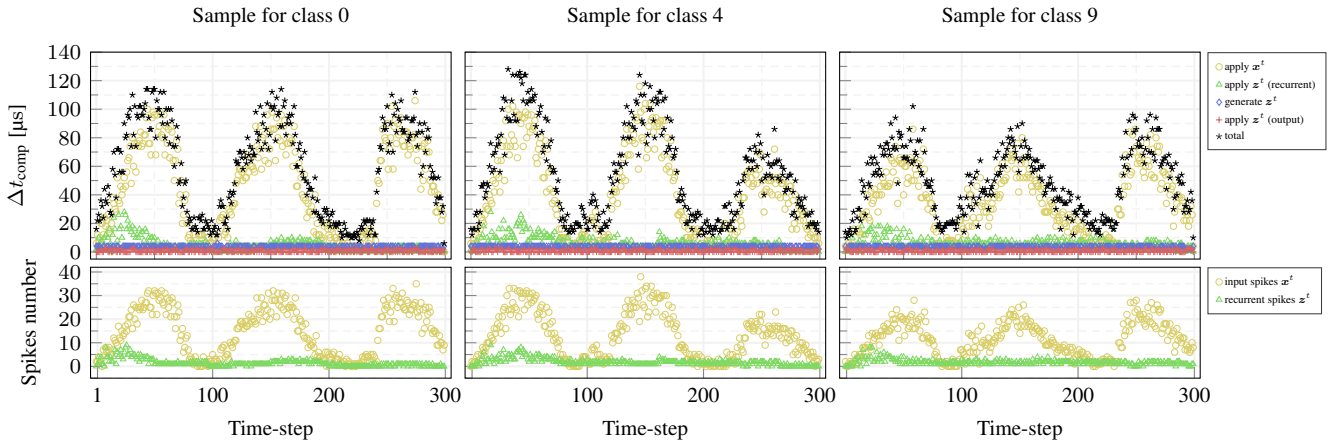 Sample for class 0
Sample for class 4
Sample for class 9
Δt_comp [µs]
140
120
100
80
60
40
20
0
apply x^t
apply z^t (recurrent)
generate z^t
apply z^t (output)
total
Spikes number
40
30
20
10
0
input spikes x^t
recurrent spikes z^t
1 100 200 300
100 200 300
100 200 300
Time-step
Time-step
Time-step